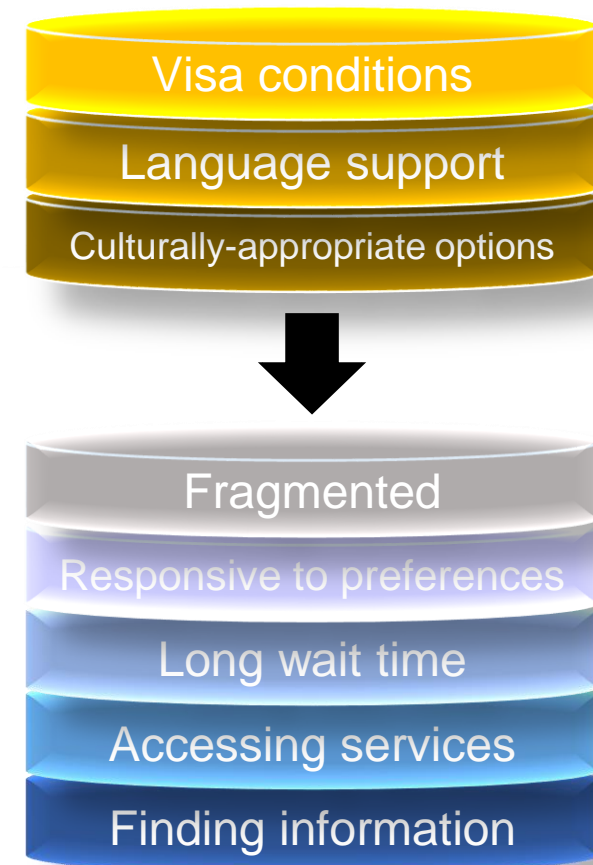 Visa conditions
Language support
Culturally-appropriate options
Fragmented
Responsive to preferences
Long wait time
Accessing services
Finding information